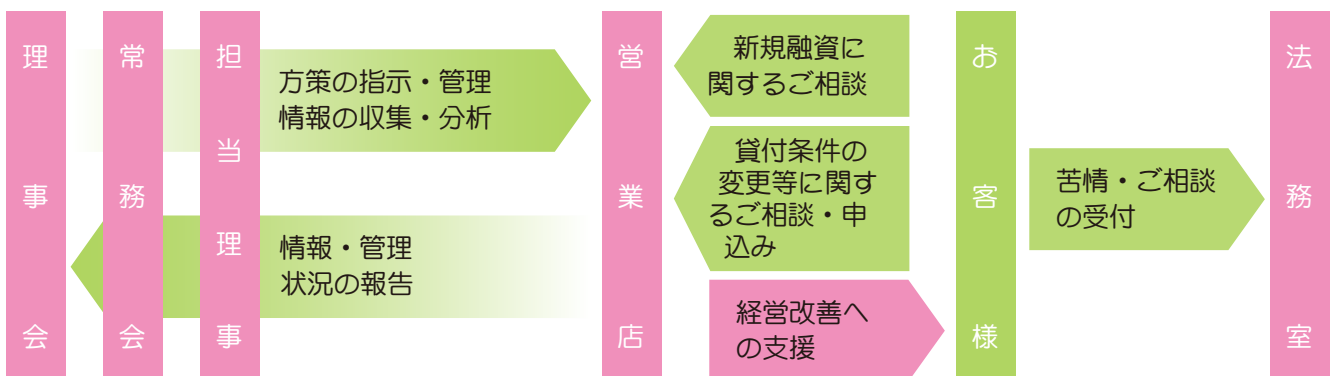 理事会
常務会
担当理事
方策の指示・管理
情報の収集・分析
情報・管理
状況の報告
営業店
新規融資に
関するご相談
貸付条件の
変更等に関す
るご相談・申
込み
経営改善へ
の支援
お客様
苦情・ご相談
の受付
法務室